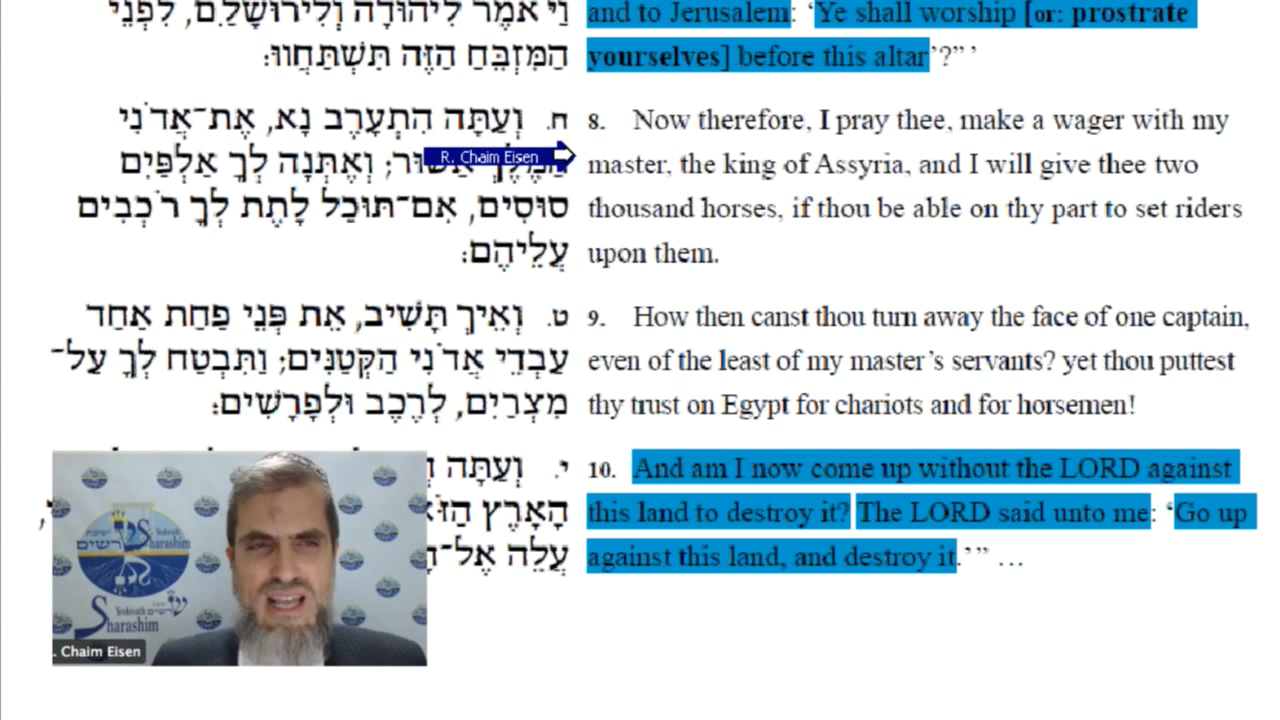 וַיֹּאמֶר לִיהוּדָה וְלִירוּשָׁלַיִם, לִפְנֵי
הַמִּזְבֵּחַ הַזֶּה תִּשְׁתַּחֲווּ:
and to Jerusalem: ‘Ye shall worship [or: prostrate
yourselves] before this altar’?” ’
ח. וְעַתָּה הִתְעָרֶב נָא, אֶת־אֲדֹנִי
R. Chaim Eisen
אַשּׁוּר; וְאֶתְּנָה לְךָ אַלְפַּיִם
סוּסִים, אִם־תּוּכַל לָתֶת לְךָ רֹכְבִים
עֲלֵיהֶם:
8. Now therefore, I pray thee, make a wager with my
master, the king of Assyria, and I will give thee two
thousand horses, if thou be able on thy part to set riders
upon them.
ט. וְאֵיךְ תָּשִׁיב, אֵת פְּנֵי פַחַת אַחַד
עַבְדֵי אֲדֹנִי הַקְּטַנִּים; וַתִּבְטַח לְךָ עַל־
מִצְרַיִם, לְרֶכֶב וּלְפָרָשִׁים:
9. How then canst thou turn away the face of one captain,
even of the least of my master’s servants? yet thou puttest
thy trust on Egypt for chariots and for horsemen!
י. וְעַתָּה
הָאָרֶץ
עֲלֵה אֶל־
10. And am I now come up without the LORD against
this land to destroy it? The LORD said unto me: ‘Go up
against this land, and destroy it.’ ” …
ישיבת
שרשים
Sharashim
Yeshivath
Sharashim
. Chaim Eisen